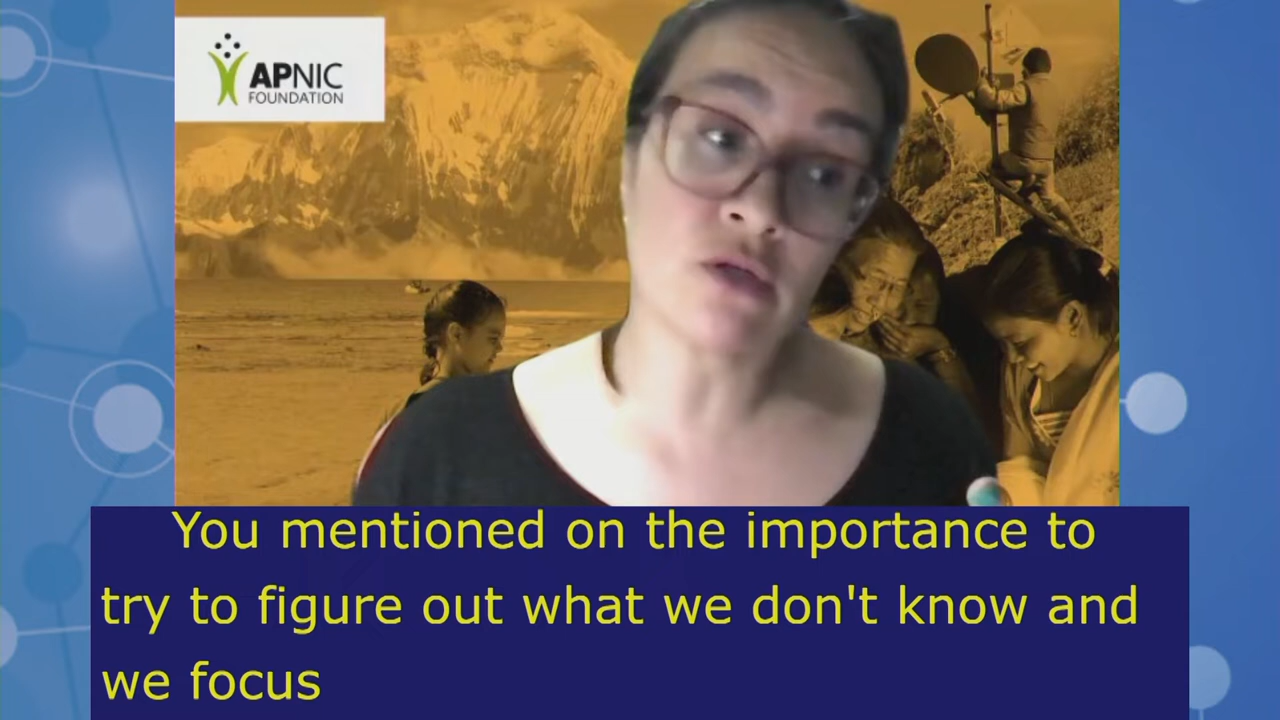 APNIC
FOUNDATION
You mentioned on the importance to
try to figure out what we don't know and
we focus